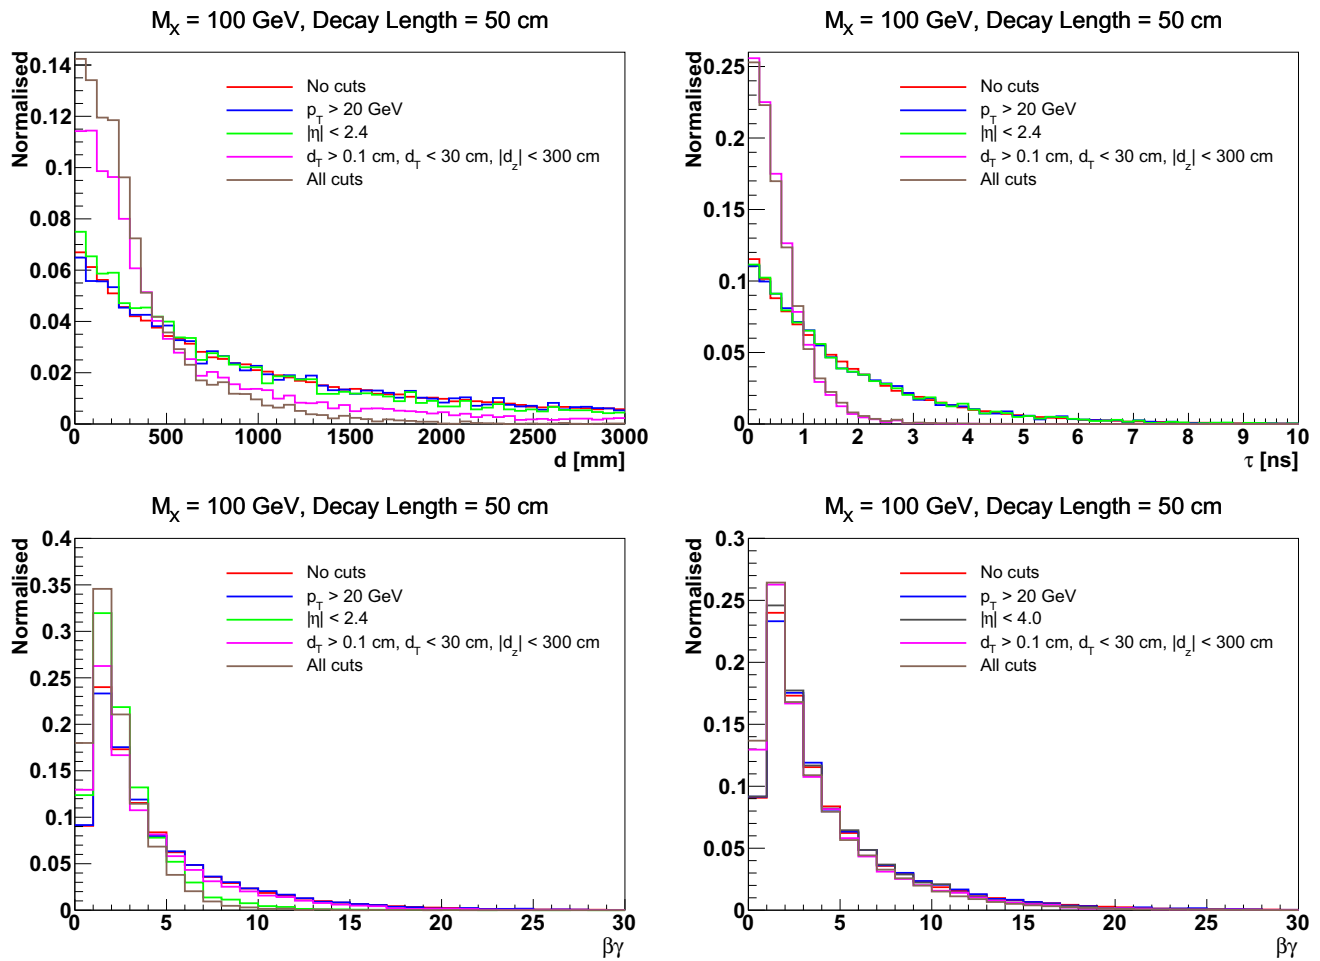 M_X = 100 GeV, Decay Length = 50 cm
Normalised
No cuts
p_T > 20 GeV
|η| < 2.4
d_T > 0.1 cm, d_T < 30 cm, |d_z| < 300 cm
All cuts
0.14
0.12
0.1
0.08
0.06
0.04
0.02
0
0 500 1000 1500 2000 2500 3000
d [mm]
M_X = 100 GeV, Decay Length = 50 cm
Normalised
No cuts
p_T > 20 GeV
|η| < 2.4
d_T > 0.1 cm, d_T < 30 cm, |d_z| < 300 cm
All cuts
0.25
0.2
0.15
0.1
0.05
0
0 1 2 3 4 5 6 7 8 9 10
τ [ns]
M_X = 100 GeV, Decay Length = 50 cm
Normalised
No cuts
p_T > 20 GeV
|η| < 2.4
d_T > 0.1 cm, d_T < 30 cm, |d_z| < 300 cm
All cuts
0.4
0.35
0.3
0.25
0.2
0.15
0.1
0.05
0
0 5 10 15 20 25 30
βγ
M_X = 100 GeV, Decay Length = 50 cm
Normalised
No cuts
p_T > 20 GeV
|η| < 4.0
d_T > 0.1 cm, d_T < 30 cm, |d_z| < 300 cm
All cuts
0.3
0.25
0.2
0.15
0.1
0.05
0
0 5 10 15 20 25 30
βγ